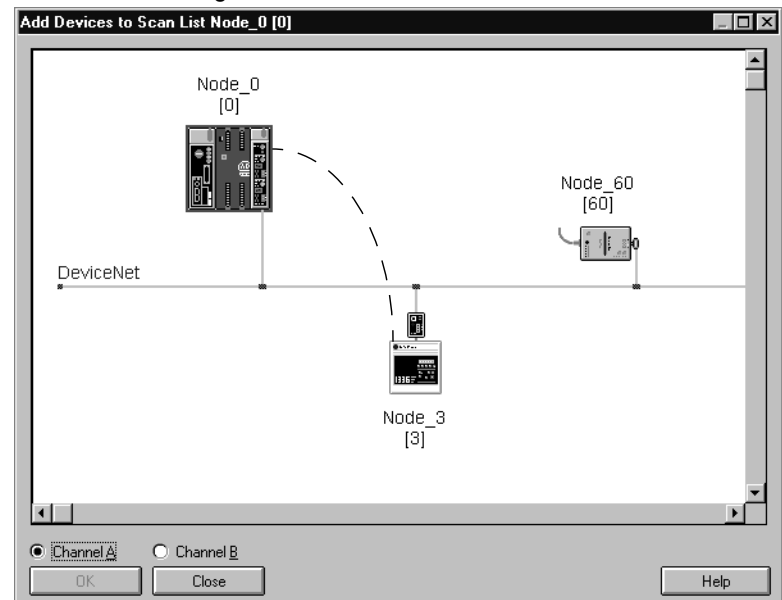 Add Devices to Scan List Node_0 [0]
Node_0
[0]
Node_60
[60]
DeviceNet
1336
Node_3
[3]
Channel A
Channel B
OK
Close
Help